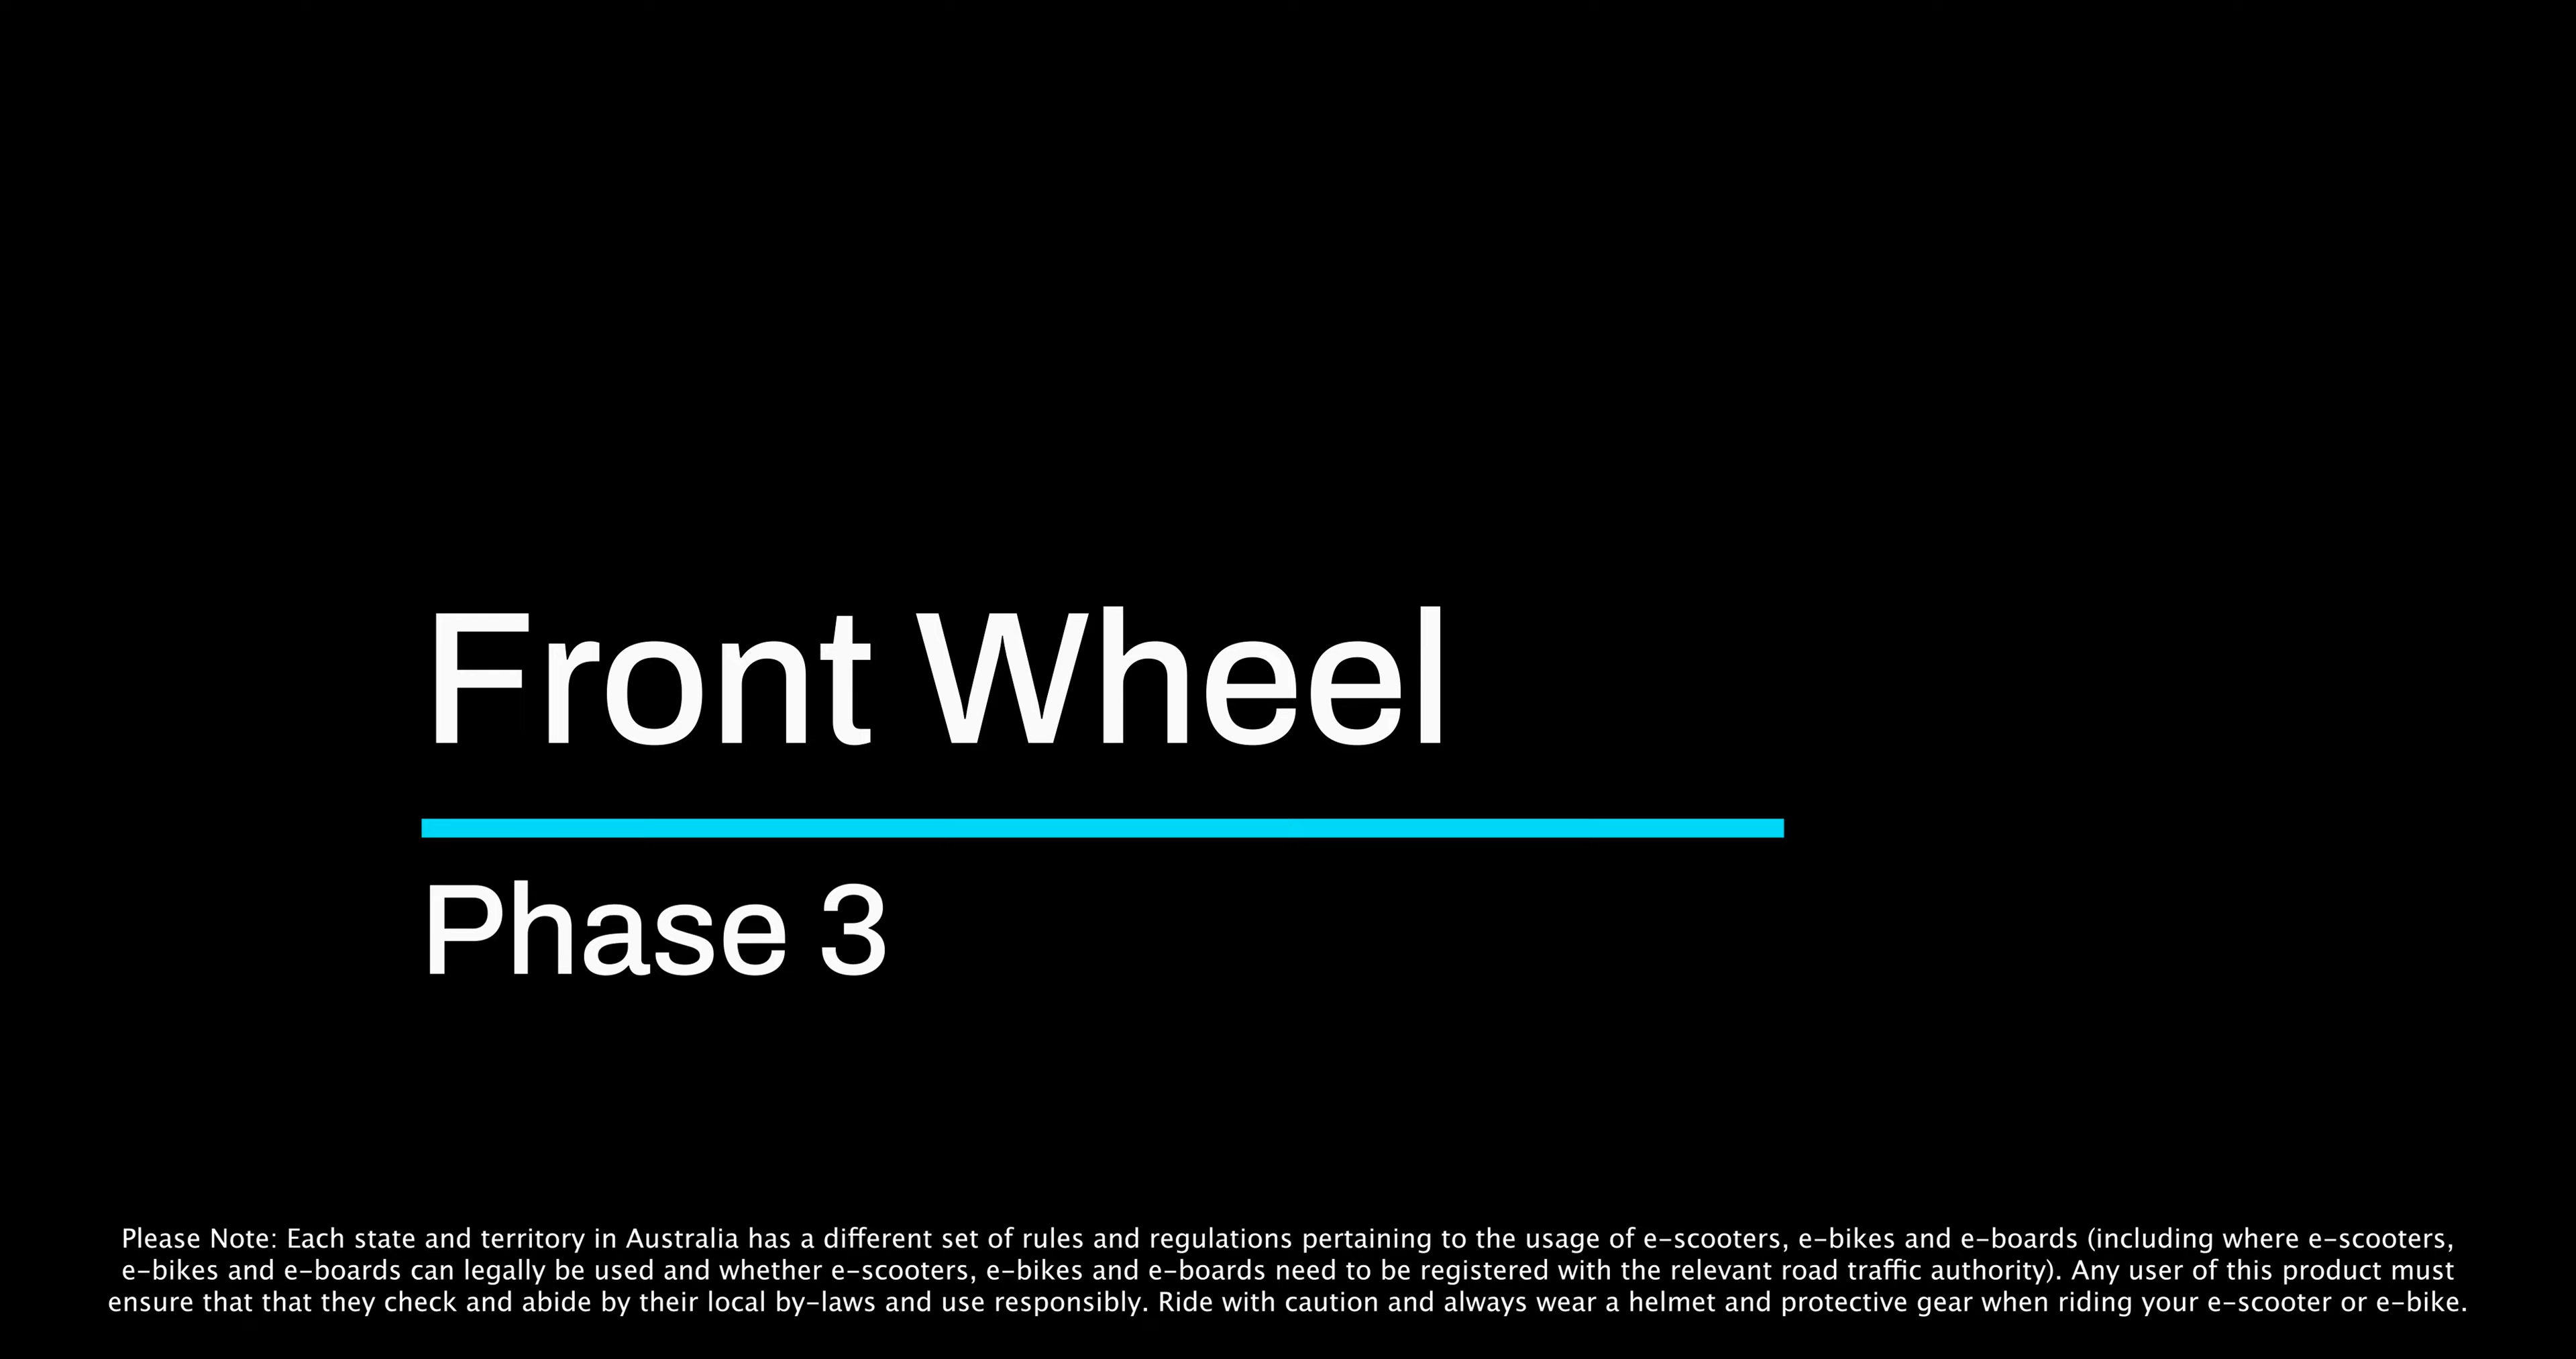 Front Wheel
Phase 3
Please Note: Each state and territory in Australia has a different set of rules and regulations pertaining to the usage of e-scooters, e-bikes and e-boards (including where e-scooters,
e-bikes and e-boards can legally be used and whether e-scooters, e-bikes and e-boards need to be registered with the relevant road traffic authority). Any user of this product must
ensure that that they check and abide by their local by-laws and use responsibly. Ride with caution and always wear a helmet and protective gear when riding your e-scooter or e-bike.